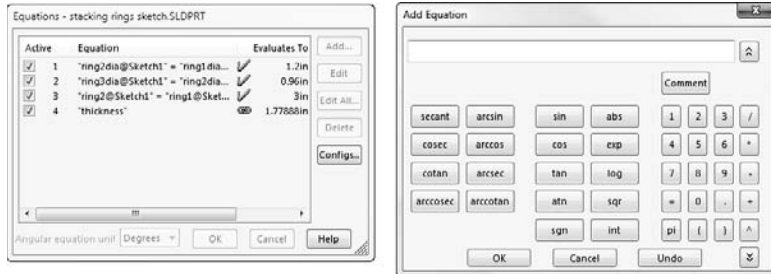 Equations - stacking rings sketch.SLDPRT
Active Equation Evaluates To Add...
1 "ring2dia@Sketch1" = "ring1dia... 1.2in
2 "ring3dia@Sketch1" = "ring2dia... 0.96in Edit
3 "ring2@Sketch1" = "ring1@Sket... 3in Edit All...
4 "thickness" 1.77888in
Delete
Configs...
Angular equation unit Degrees OK Cancel Help
Add Equation
Comment
secant arcsin sin abs 1 2 3 /
cosec arccos cos exp 4 5 6 *
cotan arcsec tan log 7 8 9 -
arccosec arccotan atn sqr = 0 . +
sgn int pi ( ) ^
OK Cancel Undo